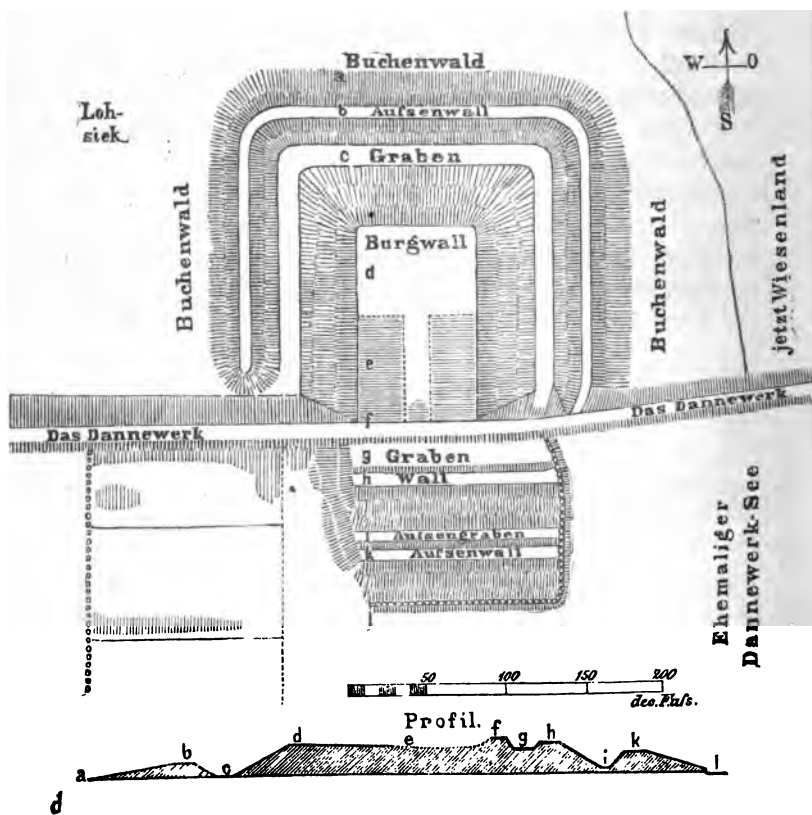 Buchenwald
a
W O
S
b Aufsenwall
Loh-
siek
c Graben
Buchenwald
Burgwall
d
Buchenwald
jetzt Wiesenland
e
f
Das Dannewerk
Das Dannewerk
g Graben
h Wall
i Aufsengraben
k Aufsenwall
l
Ehemaliger
Dannewerk-See
50 100 150 200
dec. Fufs.
Profil.
a b c d e f g h i k l
d